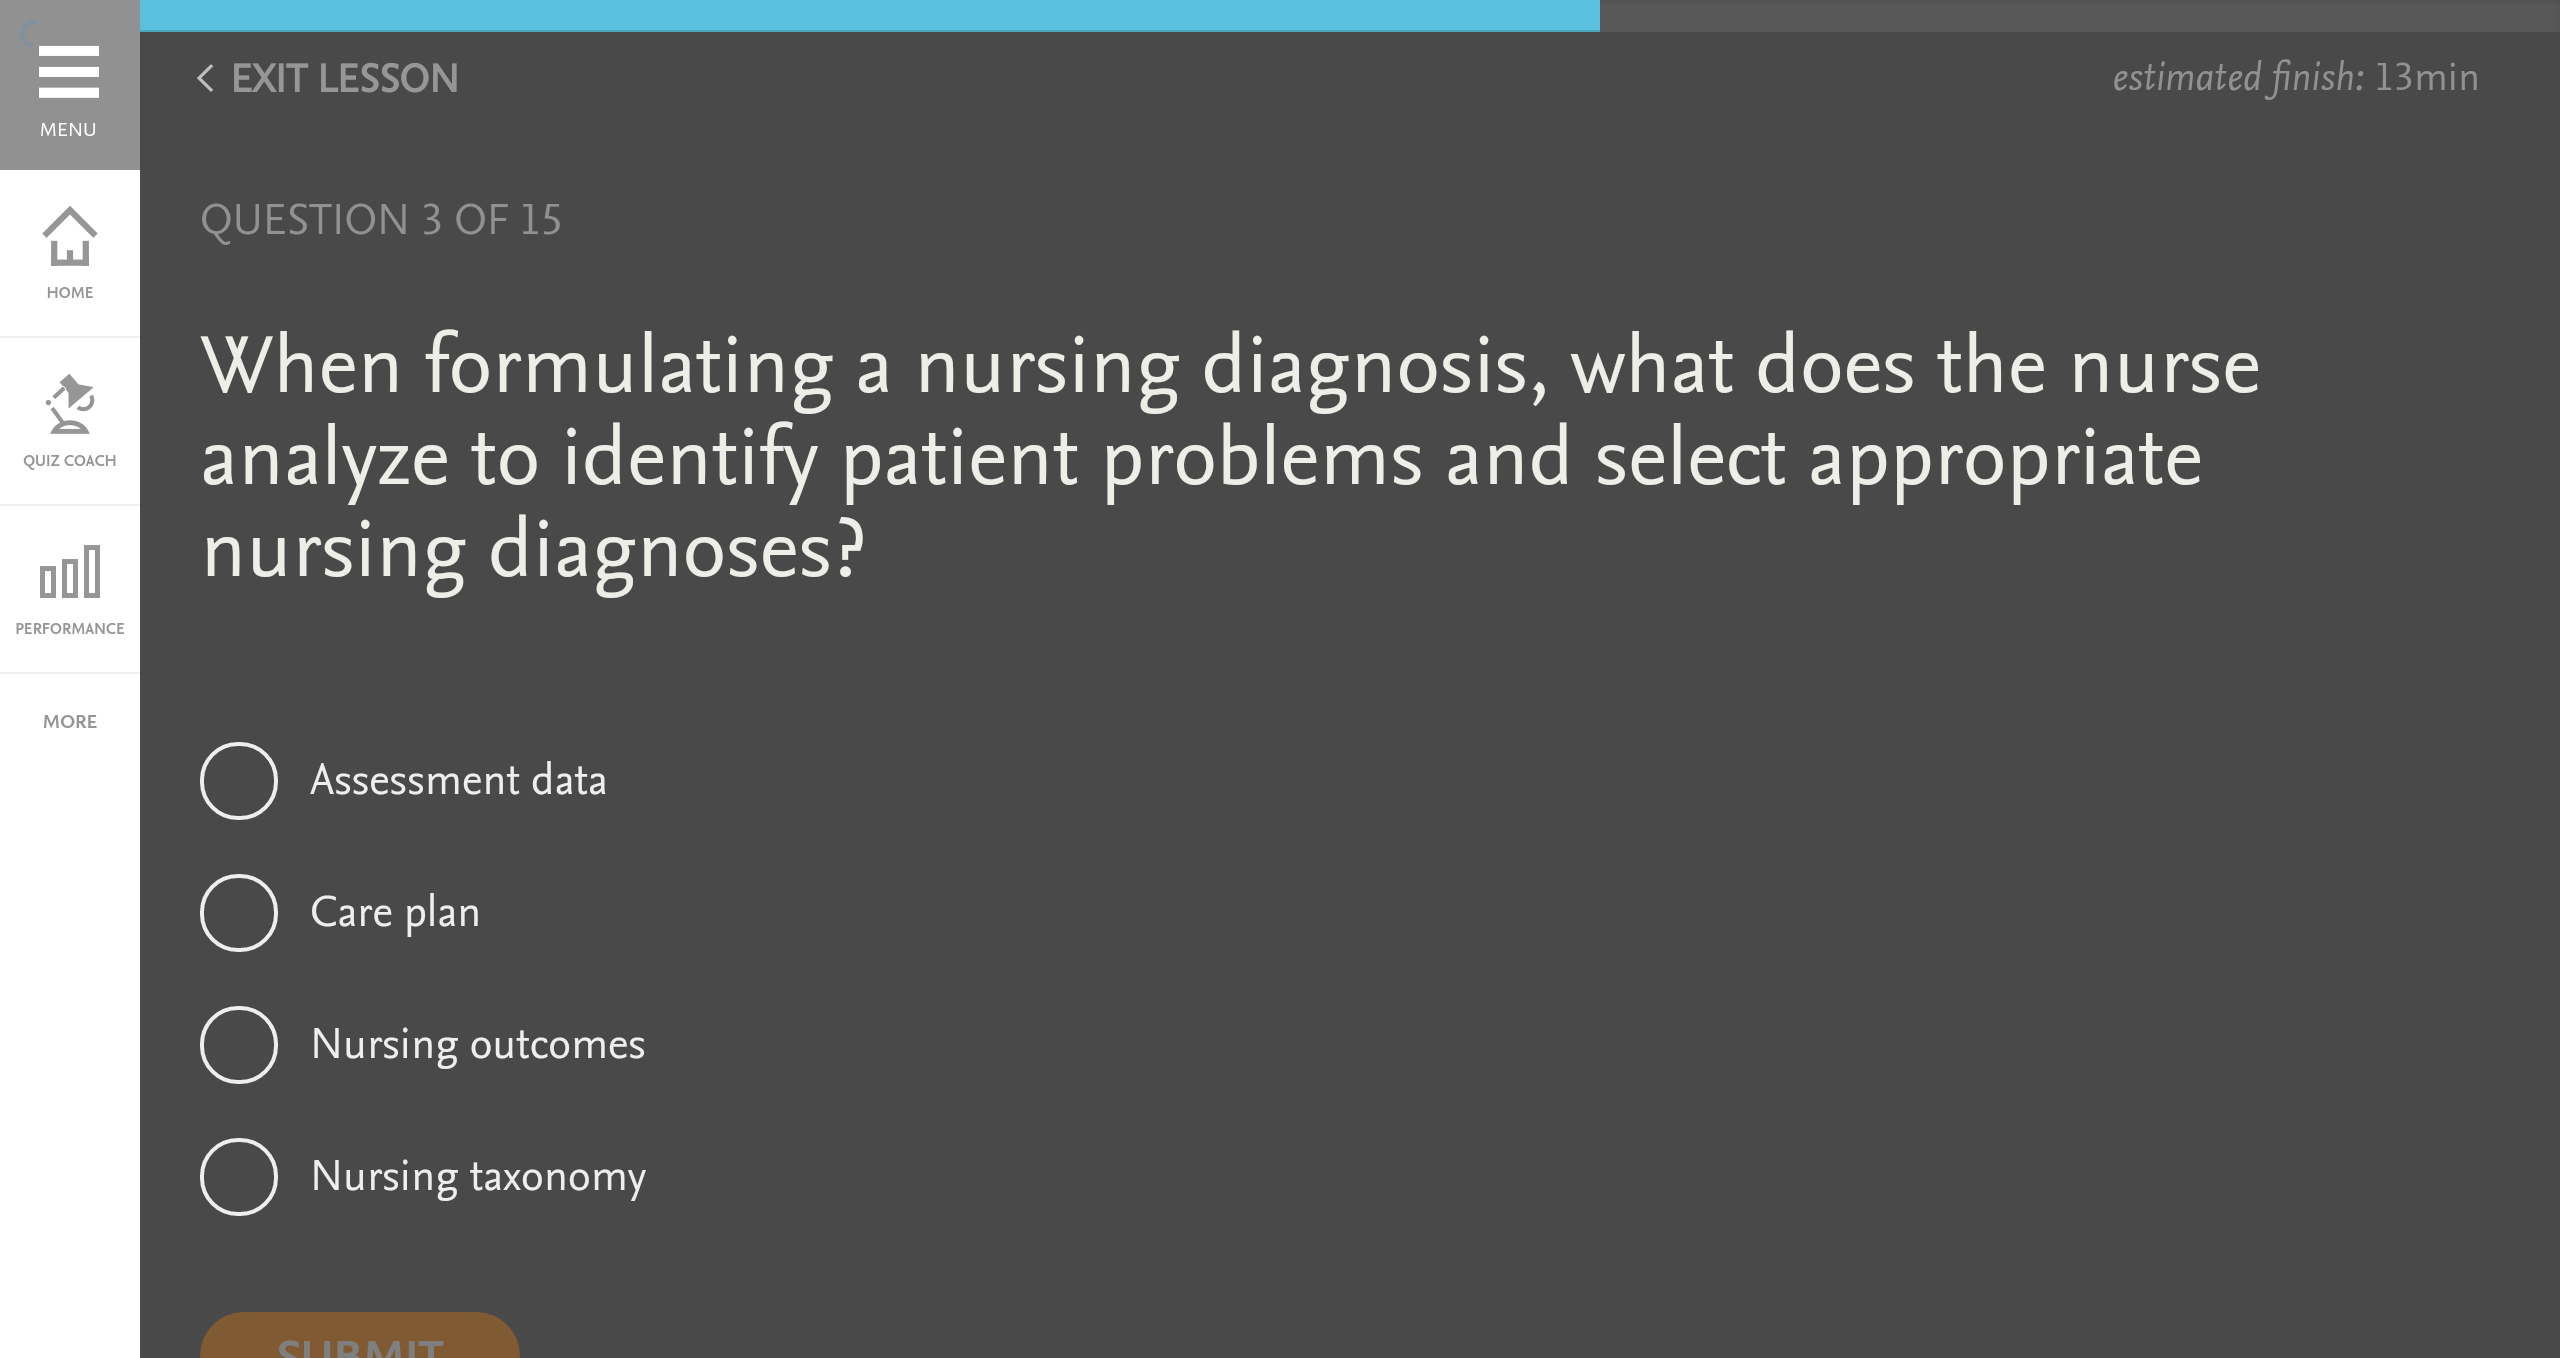 MENU
HOME
QUIZ COACH
PERFORMANCE
MORE
EXIT LESSON
estimated finish: 13min
QUESTION 3 OF 15
When formulating a nursing diagnosis, what does the nurse
analyze to identify patient problems and select appropriate
nursing diagnoses?
Assessment data
Care plan
Nursing outcomes
Nursing taxonomy
SUBMIT